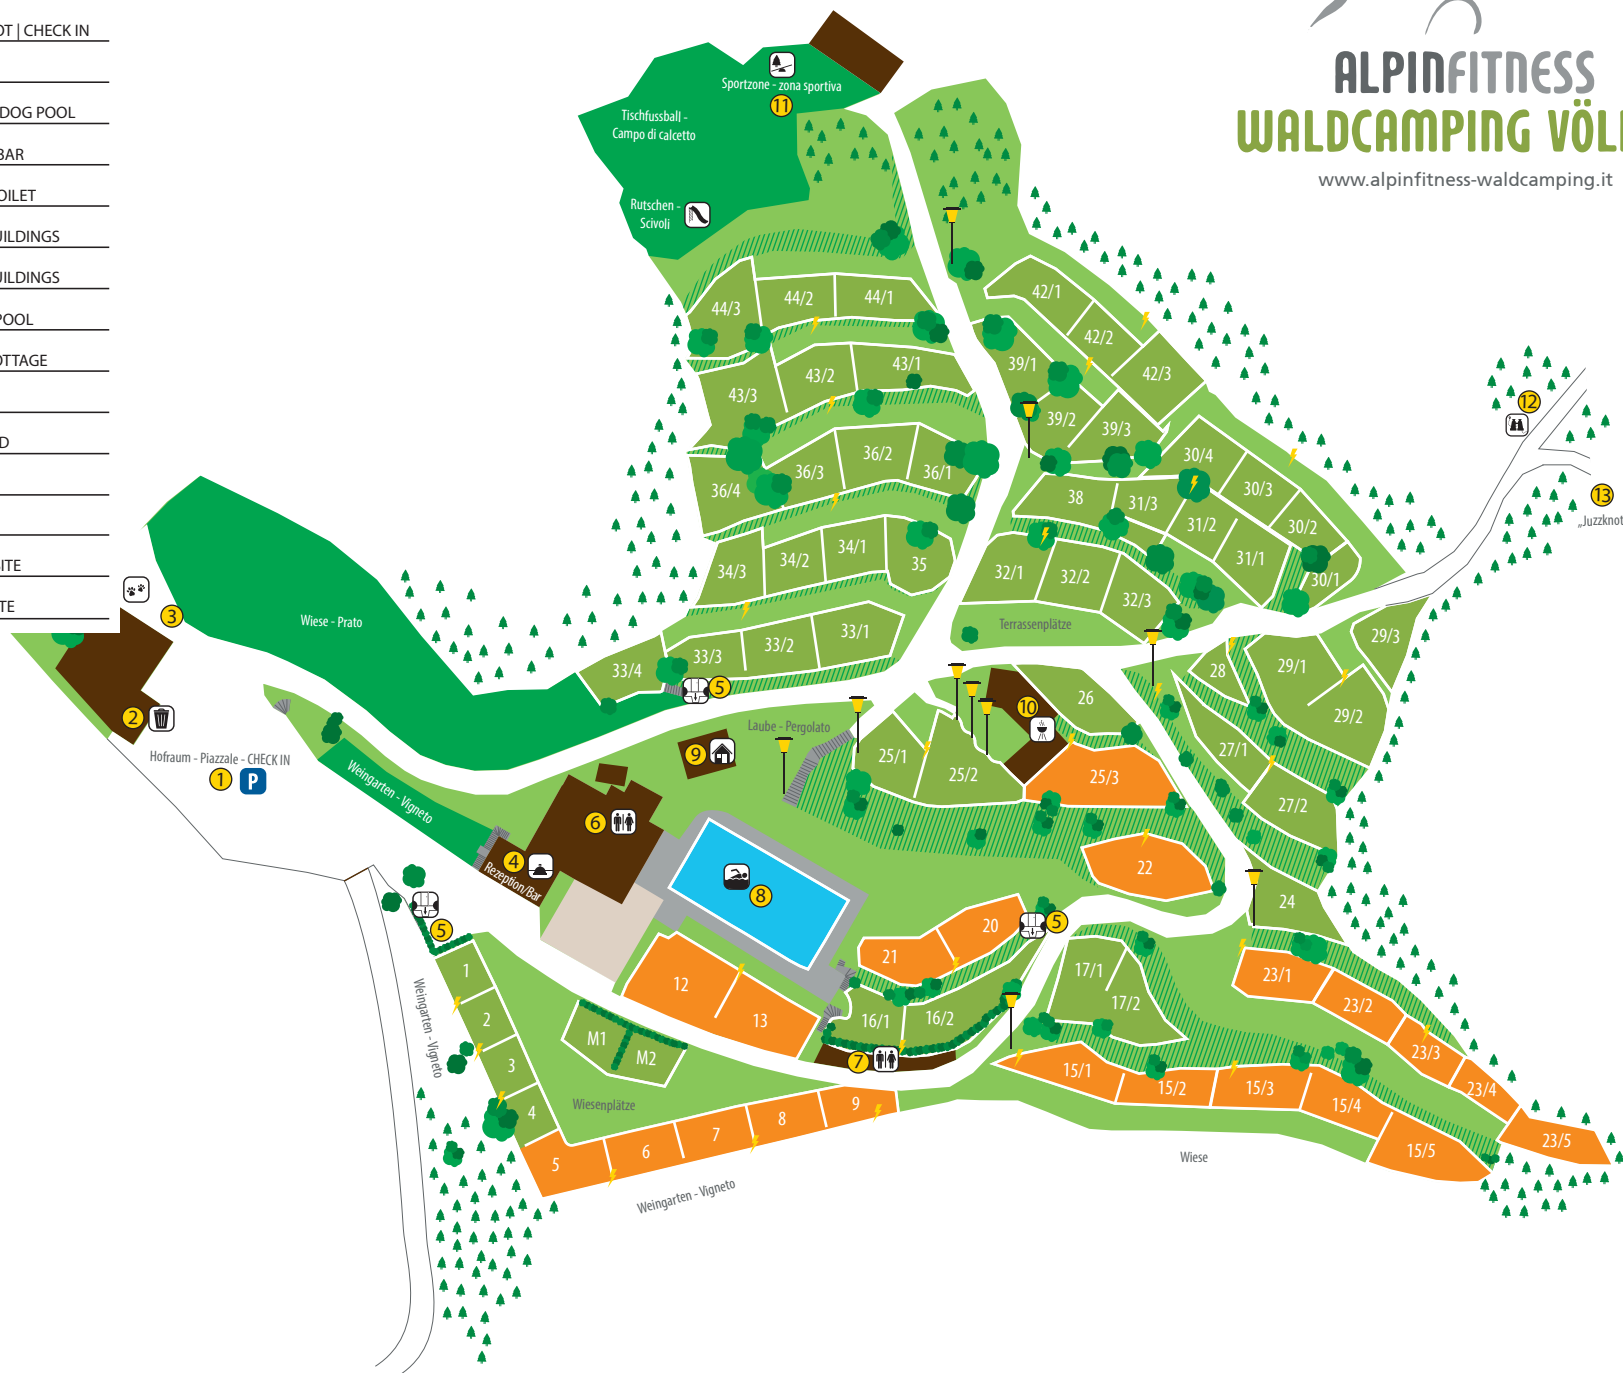 OT | CHECK IN
DOG POOL
BAR
OILET
UILDINGS
UILDINGS
POOL
OTTAGE
D
SITE
TE
ALPINFITNESS
WALDCAMPING VÖL
www.alpinfitness-waldcamping.it
Sportzone - zona sportiva
11
Tischfussball -
Campo di calcetto
Rutschen -
Scivoli
44/3
44/2
44/1
43/3
43/2
43/1
36/4
36/3
36/2
36/1
34/3
34/2
34/1
35
33/4
33/3
33/2
33/1
42/1
42/2
42/3
39/1
39/2
39/3
30/4
30/3
30/2
30/1
38
31/3
31/2
31/1
32/1
32/2
32/3
Terrassenplätze
12
13
„Juzzknot
29/3
29/1
29/2
28
27/1
27/2
26
10
25/1
25/2
25/3
24
22
3
Wiese - Prato
2
Hofraum - Piazzale - CHECK IN
1
P
5
Laube - Pergolato
9
Weingarten - Vigneto
6
4
Rezeption/Bar
8
20
21
5
5
12
13
16/1
16/2
17/1
17/2
7
23/1
23/2
23/3
23/4
23/5
15/1
15/2
15/3
15/4
15/5
1
2
3
4
5
6
7
8
9
M1
M2
Wiesenplätze
Weingarten - Vigneto
Weingarten - Vigneto
Wiese